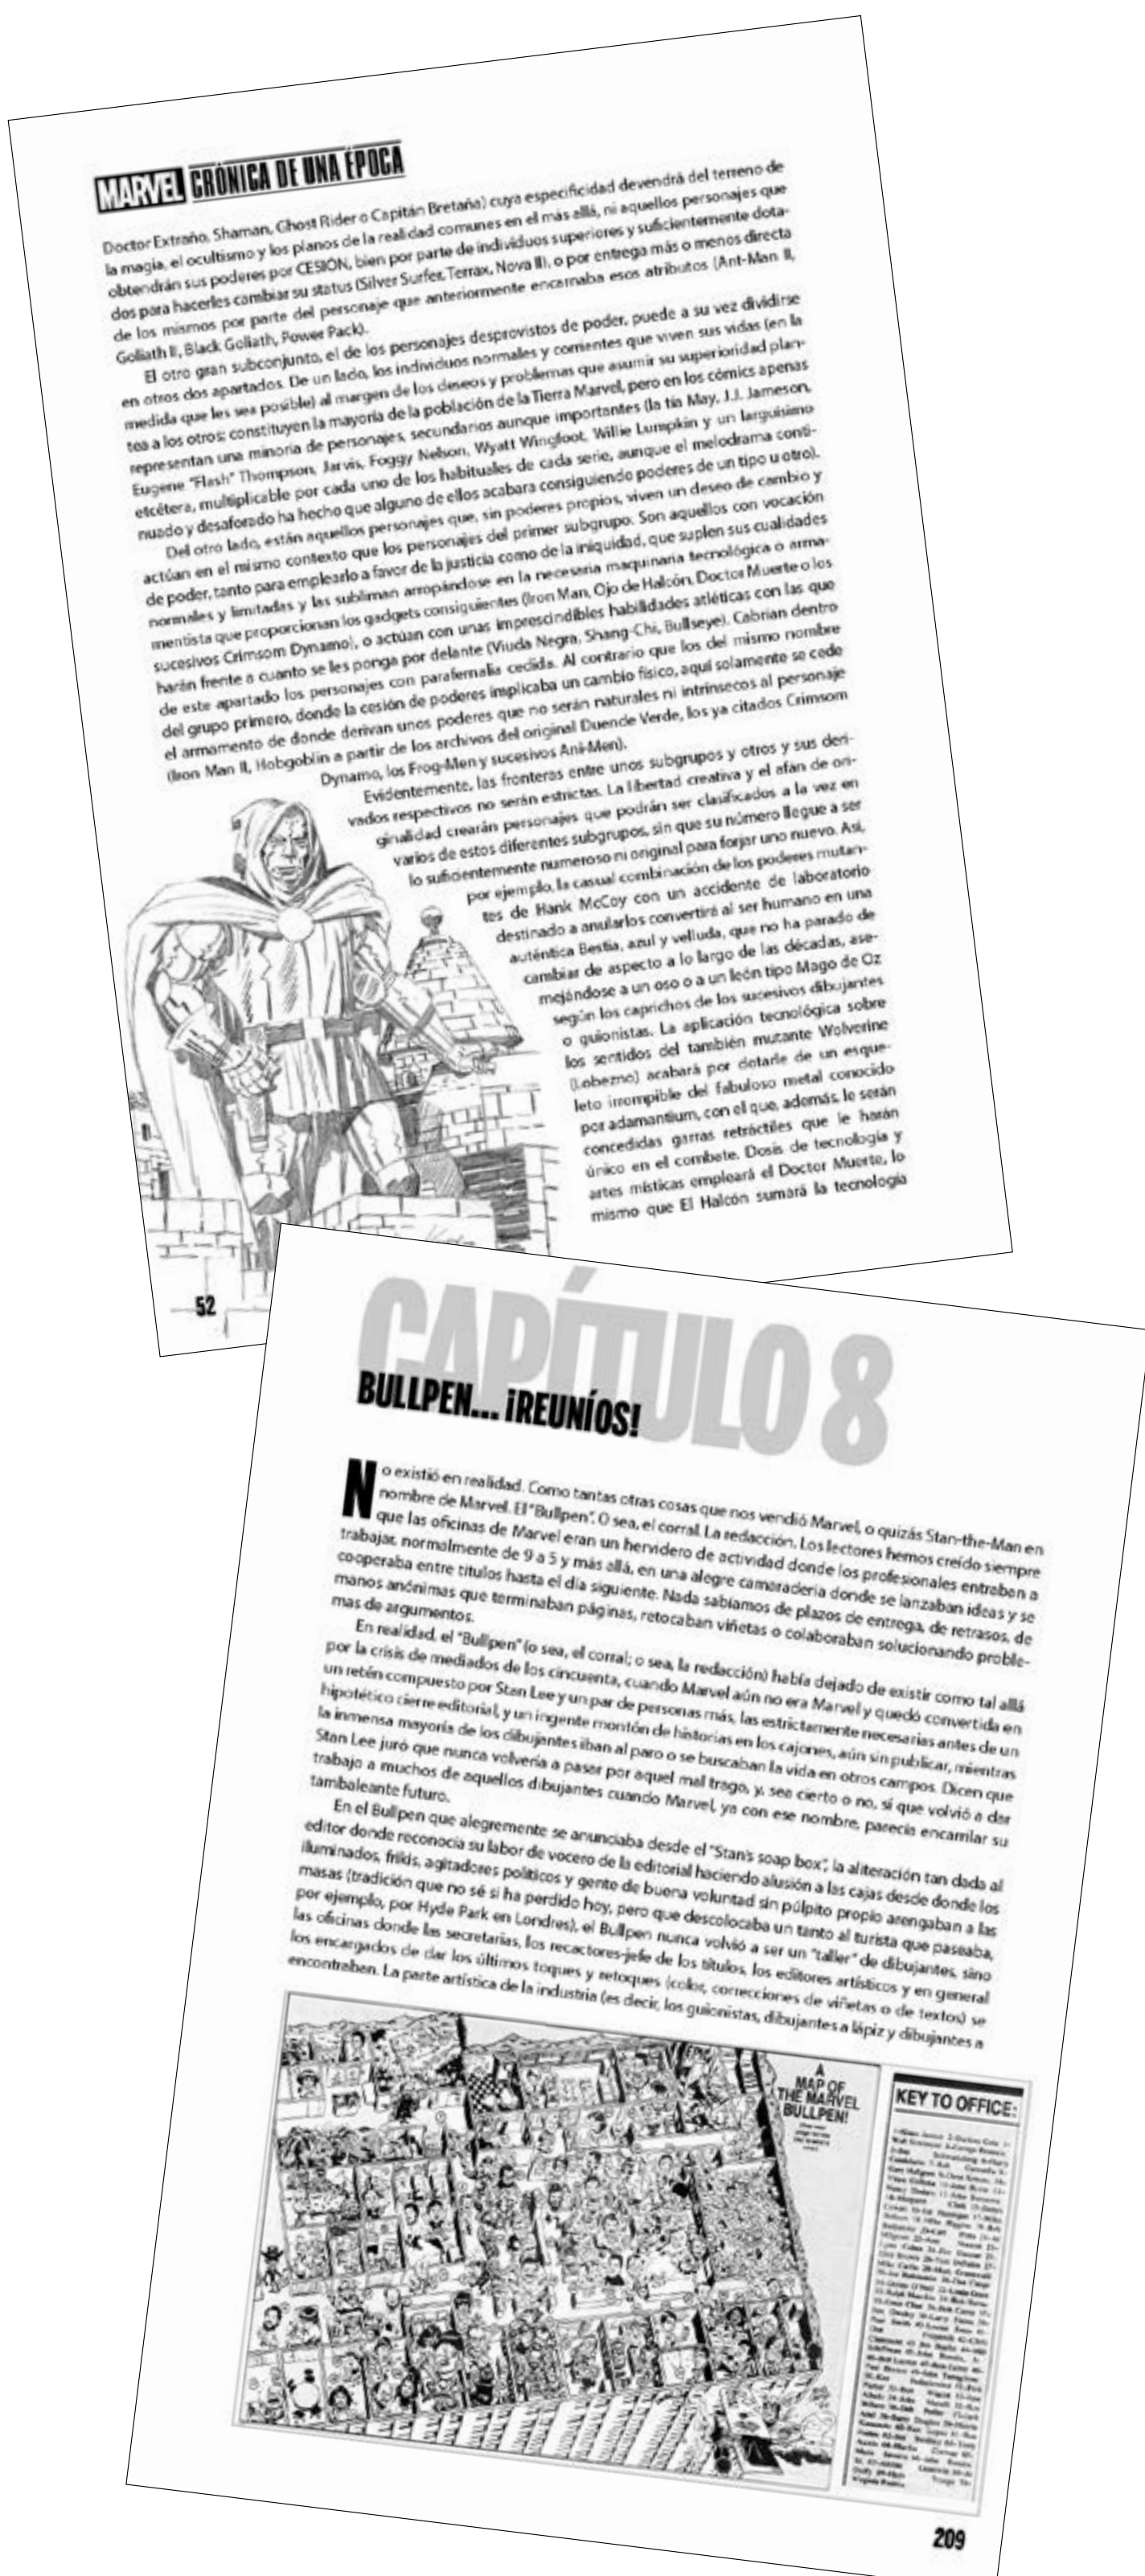 MARVEL CRÓNICA DE UNA ÉPOCA
Doctor Extraño, Shaman, Ghost Rider o Capitán Bretaña) cuya especificidad devendrá del terreno de
la magia, el ocultismo y los planos de la realidad comunes en el más allá, ni aquellos personajes que
obtendrán sus poderes por CESIÓN, bien por parte de individuos superiores y suficientemente dota-
dos para hacerles cambiar su status (Silver Surfer, Terrax, Nova II), o por entrega más o menos directa
de los mismos por parte del personaje que anteriormente encarnaba esos atributos (Ant-Man II,
Goliath II, Black Goliath, Power Pack).
El otro gran subconjunto, el de los personajes desprovistos de poder, puede a su vez dividirse
en otros dos apartados. De un lado, los individuos normales y corrientes que viven sus vidas (en la
medida que les sea posible) al margen de los deseos y problemas que asumir su superioridad plan-
tea a los otros; constituyen la mayoría de la población de la Tierra Marvel, pero en los cómics apenas
representan una minoría de personajes, secundarios aunque importantes (la tía May, J.J. Jameson,
Eugene "Flash" Thompson, Jarvis, Foggy Nelson, Wyatt Wingfoot, Willie Lumpkin y un larguísimo
etcétera, multiplicable por cada uno de los habituales de cada serie, aunque el melodrama conti-
nuado y desaforado ha hecho que alguno de ellos acabara consiguiendo poderes de un tipo u otro).
Del otro lado, están aquellos personajes que, sin poderes propios, viven un deseo de cambio y
actúan en el mismo contexto que los personajes del primer subgrupo. Son aquellos con vocación
de poder, tanto para emplearlo a favor de la justicia como de la iniquidad, que suplen sus cualidades
normales y limitadas y las subliman arropándose en la necesaria maquinaria tecnológica o arma-
mentista que proporcionan los gadgets consiguientes (Iron Man, Ojo de Halcón, Doctor Muerte o los
sucesivos Crimsom Dynamo), o actúan con unas imprescindibles habilidades atléticas con las que
harán frente a cuanto se les ponga por delante (Viuda Negra, Shang-Chi, Bullseye). Cabrían dentro
de este apartado los personajes con parafernalia cedida. Al contrario que los del mismo nombre
del grupo primero, donde la cesión de poderes implicaba un cambio físico, aquí solamente se cede
el armamento de donde derivan unos poderes que no serán naturales ni intrínsecos al personaje
(Iron Man II, Hobgoblin a partir de los archivos del original Duende Verde, los ya citados Crimsom
Dynamo, los Frog-Men y sucesivos Ani-Men).
Evidentemente, las fronteras entre unos subgrupos y otros y sus deri-
vados respectivos no serán estrictas. La libertad creativa y el afán de ori-
ginalidad crearán personajes que podrán ser clasificados a la vez en
varios de estos diferentes subgrupos, sin que su número llegue a ser
lo suficientemente numeroso ni original para forjar uno nuevo. Así,
por ejemplo, la casual combinación de los poderes mutan-
tes de Hank McCoy con un accidente de laboratorio
destinado a anularlos convertirá al ser humano en una
auténtica Bestia, azul y velluda, que no ha parado de
cambiar de aspecto a lo largo de las décadas, ase-
mejándose a un oso o a un león tipo Mago de Oz
según los caprichos de los sucesivos dibujantes
o guionistas. La aplicación tecnológica sobre
los sentidos del también mutante Wolverine
(Lobezno) acabará por dotarle de un esque-
leto irrompible del fabuloso metal conocido
por adamantium, con el que, además, le serán
concedidas garras retráctiles que le harán
único en el combate. Dosis de tecnología y
artes místicas empleará el Doctor Muerte, lo
mismo que El Halcón sumará la tecnología
52
CAPÍTULO 8
BULLPEN... ¡REUNÍOS!
No existió en realidad. Como tantas otras cosas que nos vendió Marvel, o quizás Stan-the-Man en
nombre de Marvel. El "Bullpen". O sea, el corral. La redacción. Los lectores hemos creído siempre
que las oficinas de Marvel eran un hervidero de actividad donde los profesionales entraban a
trabajar, normalmente de 9 a 5 y más allá, en una alegre camaradería donde se lanzaban ideas y se
cooperaba entre títulos hasta el día siguiente. Nada sabíamos de plazos de entrega, de retrasos, de
manos anónimas que terminaban páginas, retocaban viñetas o colaboraban solucionando proble-
mas de argumentos.
En realidad, el "Bullpen" (o sea, el corral; o sea, la redacción) había dejado de existir como tal allá
por la crisis de mediados de los cincuenta, cuando Marvel aún no era Marvel y quedó convertida en
un retén compuesto por Stan Lee y un par de personas más, las estrictamente necesarias antes de un
hipotético cierre editorial, y un ingente montón de historias en los cajones, aún sin publicar, mientras
la inmensa mayoría de los dibujantes iban al paro o se buscaban la vida en otros campos. Dicen que
Stan Lee juró que nunca volvería a pasar por aquel mal trago, y, sea cierto o no, sí que volvió a dar
trabajo a muchos de aquellos dibujantes cuando Marvel, ya con ese nombre, parecía encarrilar su
tambaleante futuro.
En el Bullpen que alegremente se anunciaba desde el "Stan's soap box", la aliteración tan dada al
editor donde reconocía su labor de vocero de la editorial haciendo alusión a las cajas desde donde los
iluminados, frikis, agitadores políticos y gente de buena voluntad sin púlpito propio arengaban a las
masas (tradición que no sé si ha perdido hoy, pero que descolocaba un tanto al turista que paseaba,
por ejemplo, por Hyde Park en Londres), el Bullpen nunca volvió a ser un "taller" de dibujantes, sino
las oficinas donde las secretarias, los recactores-jefe de los títulos, los editores artísticos y en general
los encargados de dar los últimos toques y retoques (color, correcciones de viñetas o de textos) se
encontraban. La parte artística de la industria (es decir, los guionistas, dibujantes a lápiz y dibujantes a
A
MAP OF
THE MARVEL
BULLPEN!
KEY TO OFFICE:
209